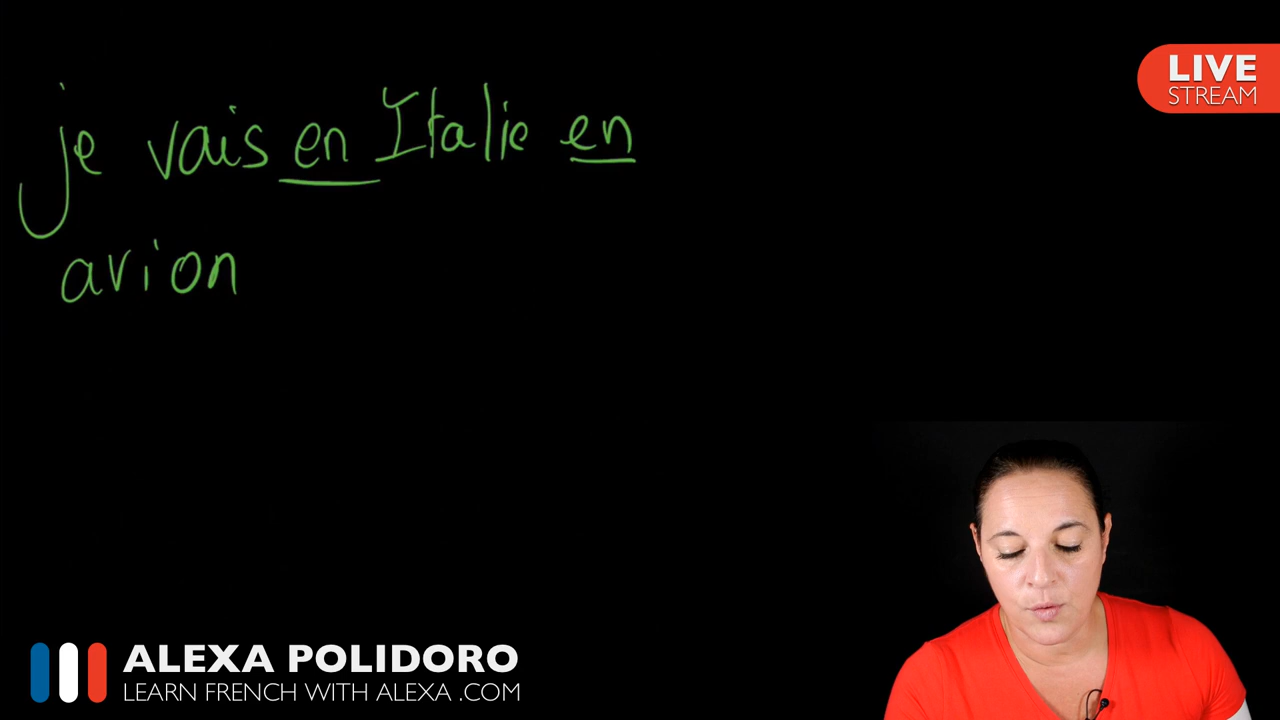 LIVE
STREAM
je vais en Italie en
avion
ALEXA POLIDORO
LEARN FRENCH WITH ALEXA .COM